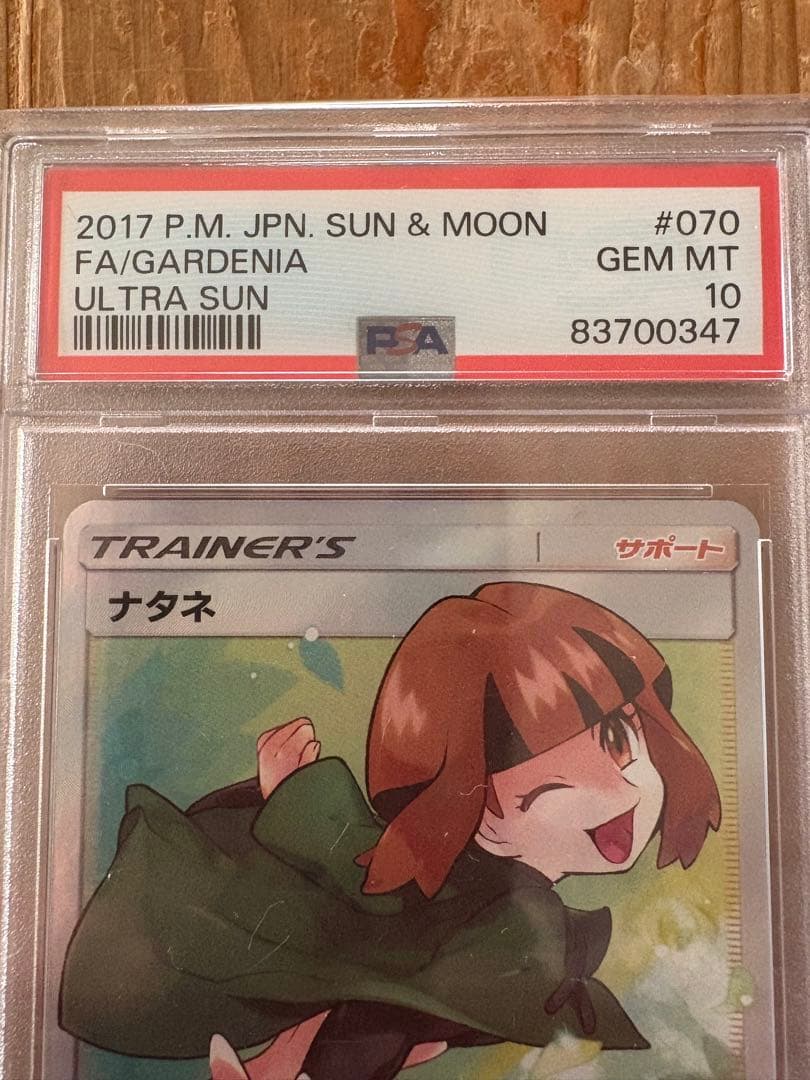 2017 P.M. JPN. SUN & MOON #070
FA/GARDENIA GEM MT
ULTRA SUN 10
PSA 83700347
TRAINER'S サポート
ナタネ